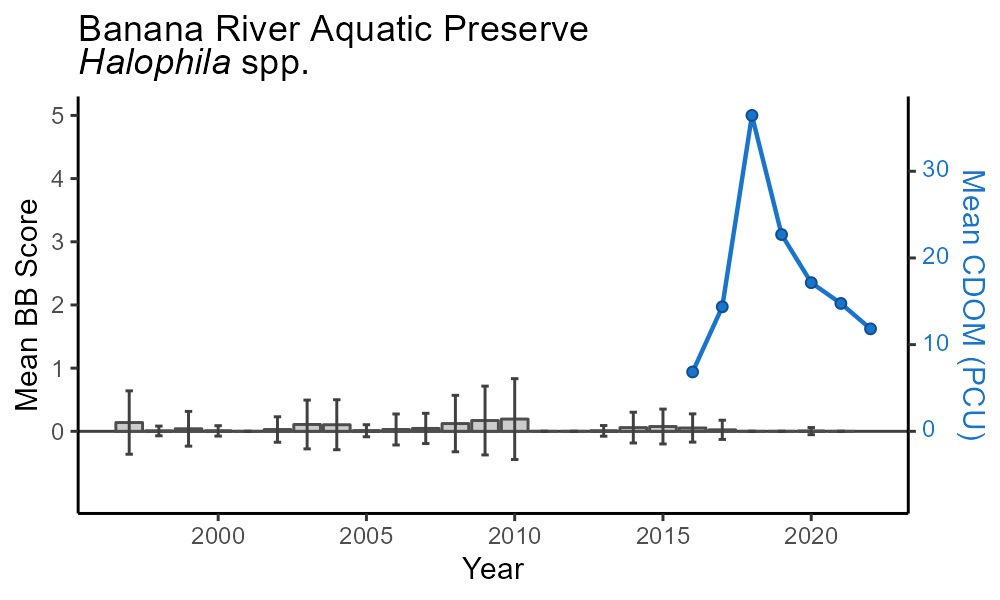 Banana River Aquatic Preserve
Halophila spp.
5
4
3
2
1
0
Mean BB Score
30
20
10
0
Mean CDOM (PCU)
2000 2005 2010 2015 2020
Year